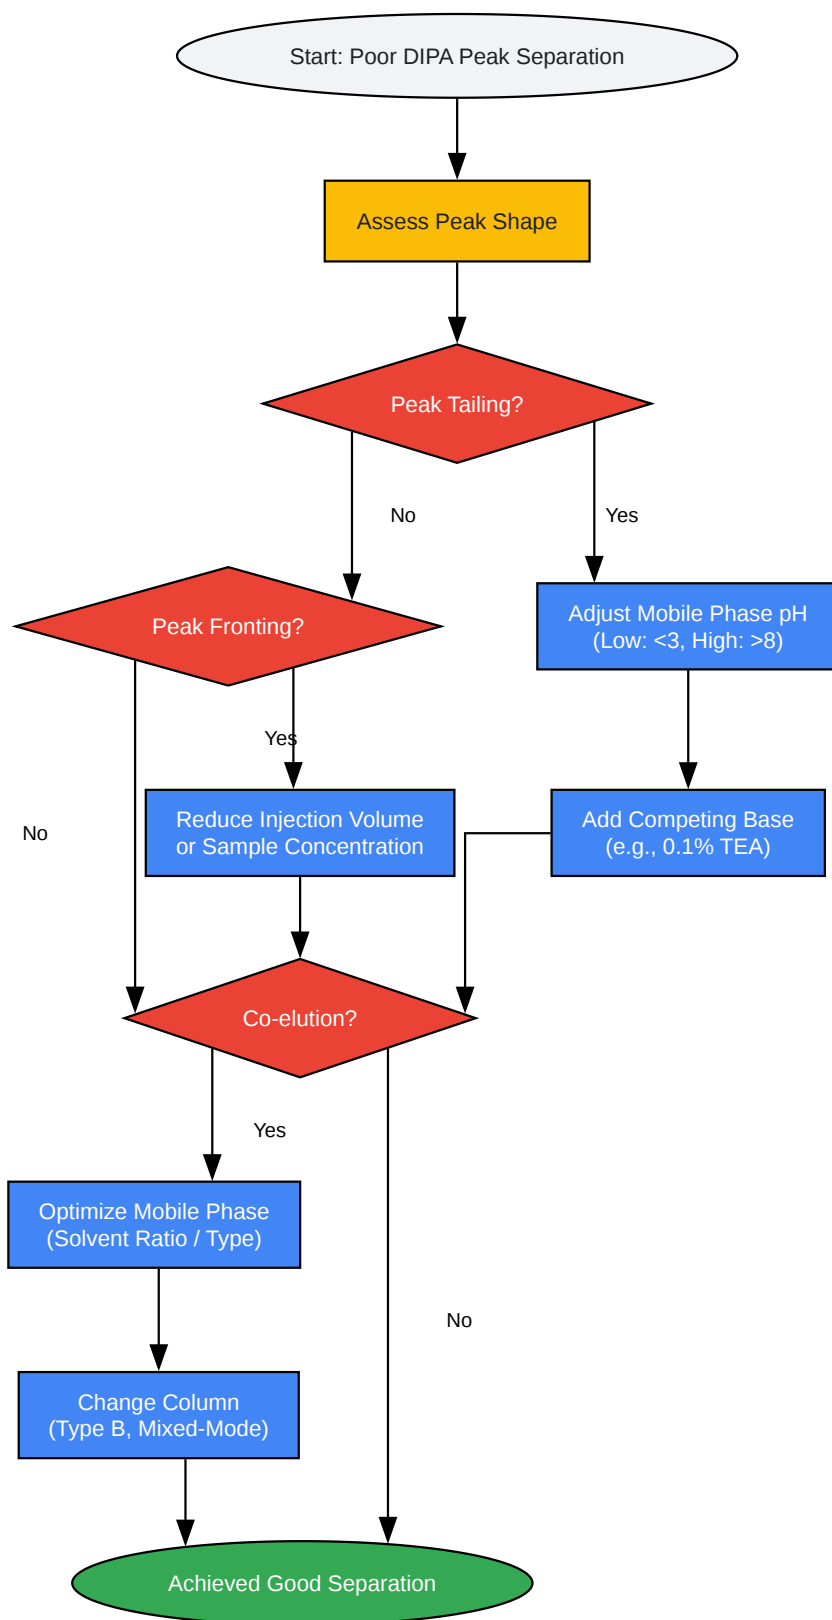 Start: Poor DIPA Peak Separation
Assess Peak Shape
Peak Tailing?
No
Yes
Peak Fronting?
Adjust Mobile Phase pH
(Low: <3, High: >8)
Yes
No
Reduce Injection Volume
or Sample Concentration
Add Competing Base
(e.g., 0.1% TEA)
Co-elution?
Yes
Optimize Mobile Phase
(Solvent Ratio / Type)
No
Change Column
(Type B, Mixed-Mode)
Achieved Good Separation